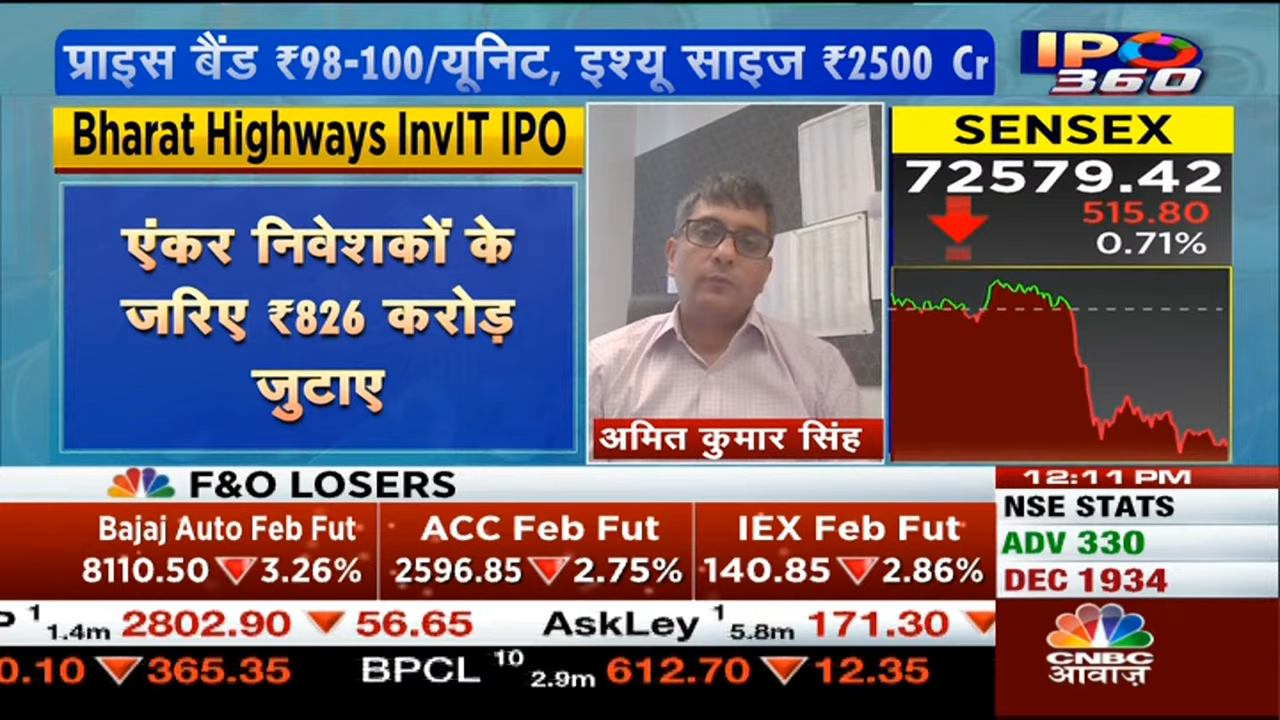 प्राइस बैंड ₹98-100/यूनिट, इश्यू साइज ₹2500 Cr
IPO
360
Bharat Highways InvIT IPO
एंकर निवेशकों के
जरिए ₹826 करोड़
जुटाए
अमित कुमार सिंह
SENSEX
72579.42
515.80
0.71%
F&O LOSERS
Bajaj Auto Feb Fut
8110.50 3.26%
ACC Feb Fut
2596.85 2.75%
IEX Feb Fut
140.85 2.86%
12:11 PM
NSE STATS
ADV 330
DEC 1934
P 1 1.4m 2802.90 56.65 AskLey 1 5.8m 171.30
0.10 365.35 BPCL 10 2.9m 612.70 12.35
CNBC
आवाज़